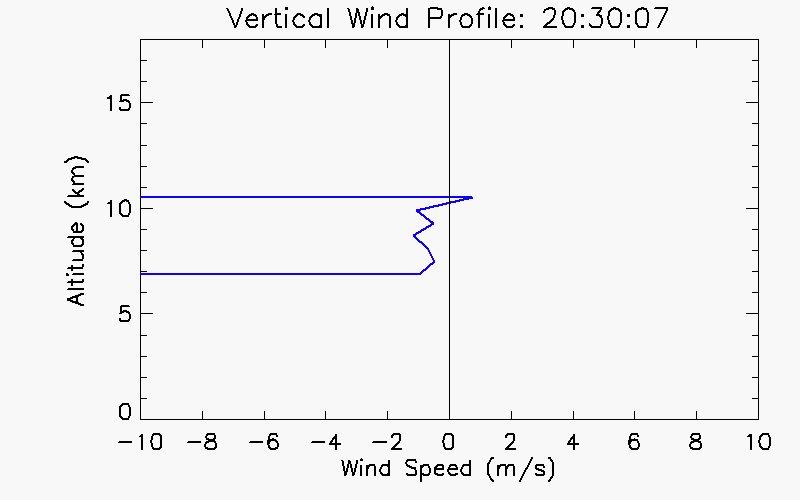 Vertical Wind Profile: 20:30:07
15
10
5
0
Altitude (km)
-10 -8 -6 -4 -2 0 2 4 6 8 10
Wind Speed (m/s)